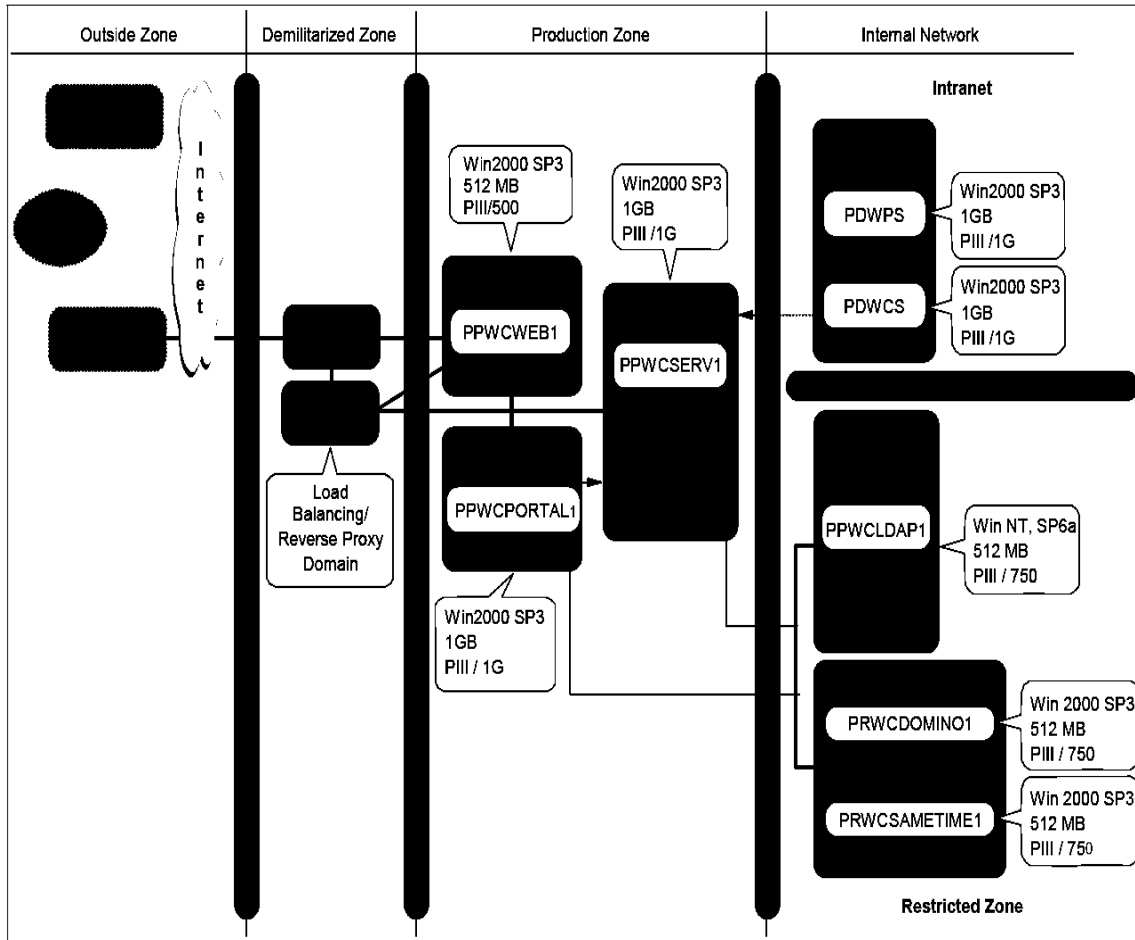 Outside Zone
Demilitarized Zone
Production Zone
Internal Network
Intranet
Internet
Win2000 SP3
512 MB
PIII/500
Win2000 SP3
1GB
PIII /1G
PDWPS
Win2000 SP3
1GB
PIII /1G
PDWCS
Win2000 SP3
1GB
PIII /1G
PPWCWEB1
PPWCSERV1
Load
Balancing/
Reverse Proxy
Domain
PPWCPORTAL1
Win2000 SP3
1GB
PIII / 1G
PPWCLDAP1
Win NT, SP6a
512 MB
PIII / 750
PRWCDOMINO1
Win 2000 SP3
512 MB
PIII / 750
PRWCSAMETIME1
Win 2000 SP3
512 MB
PIII / 750
Restricted Zone